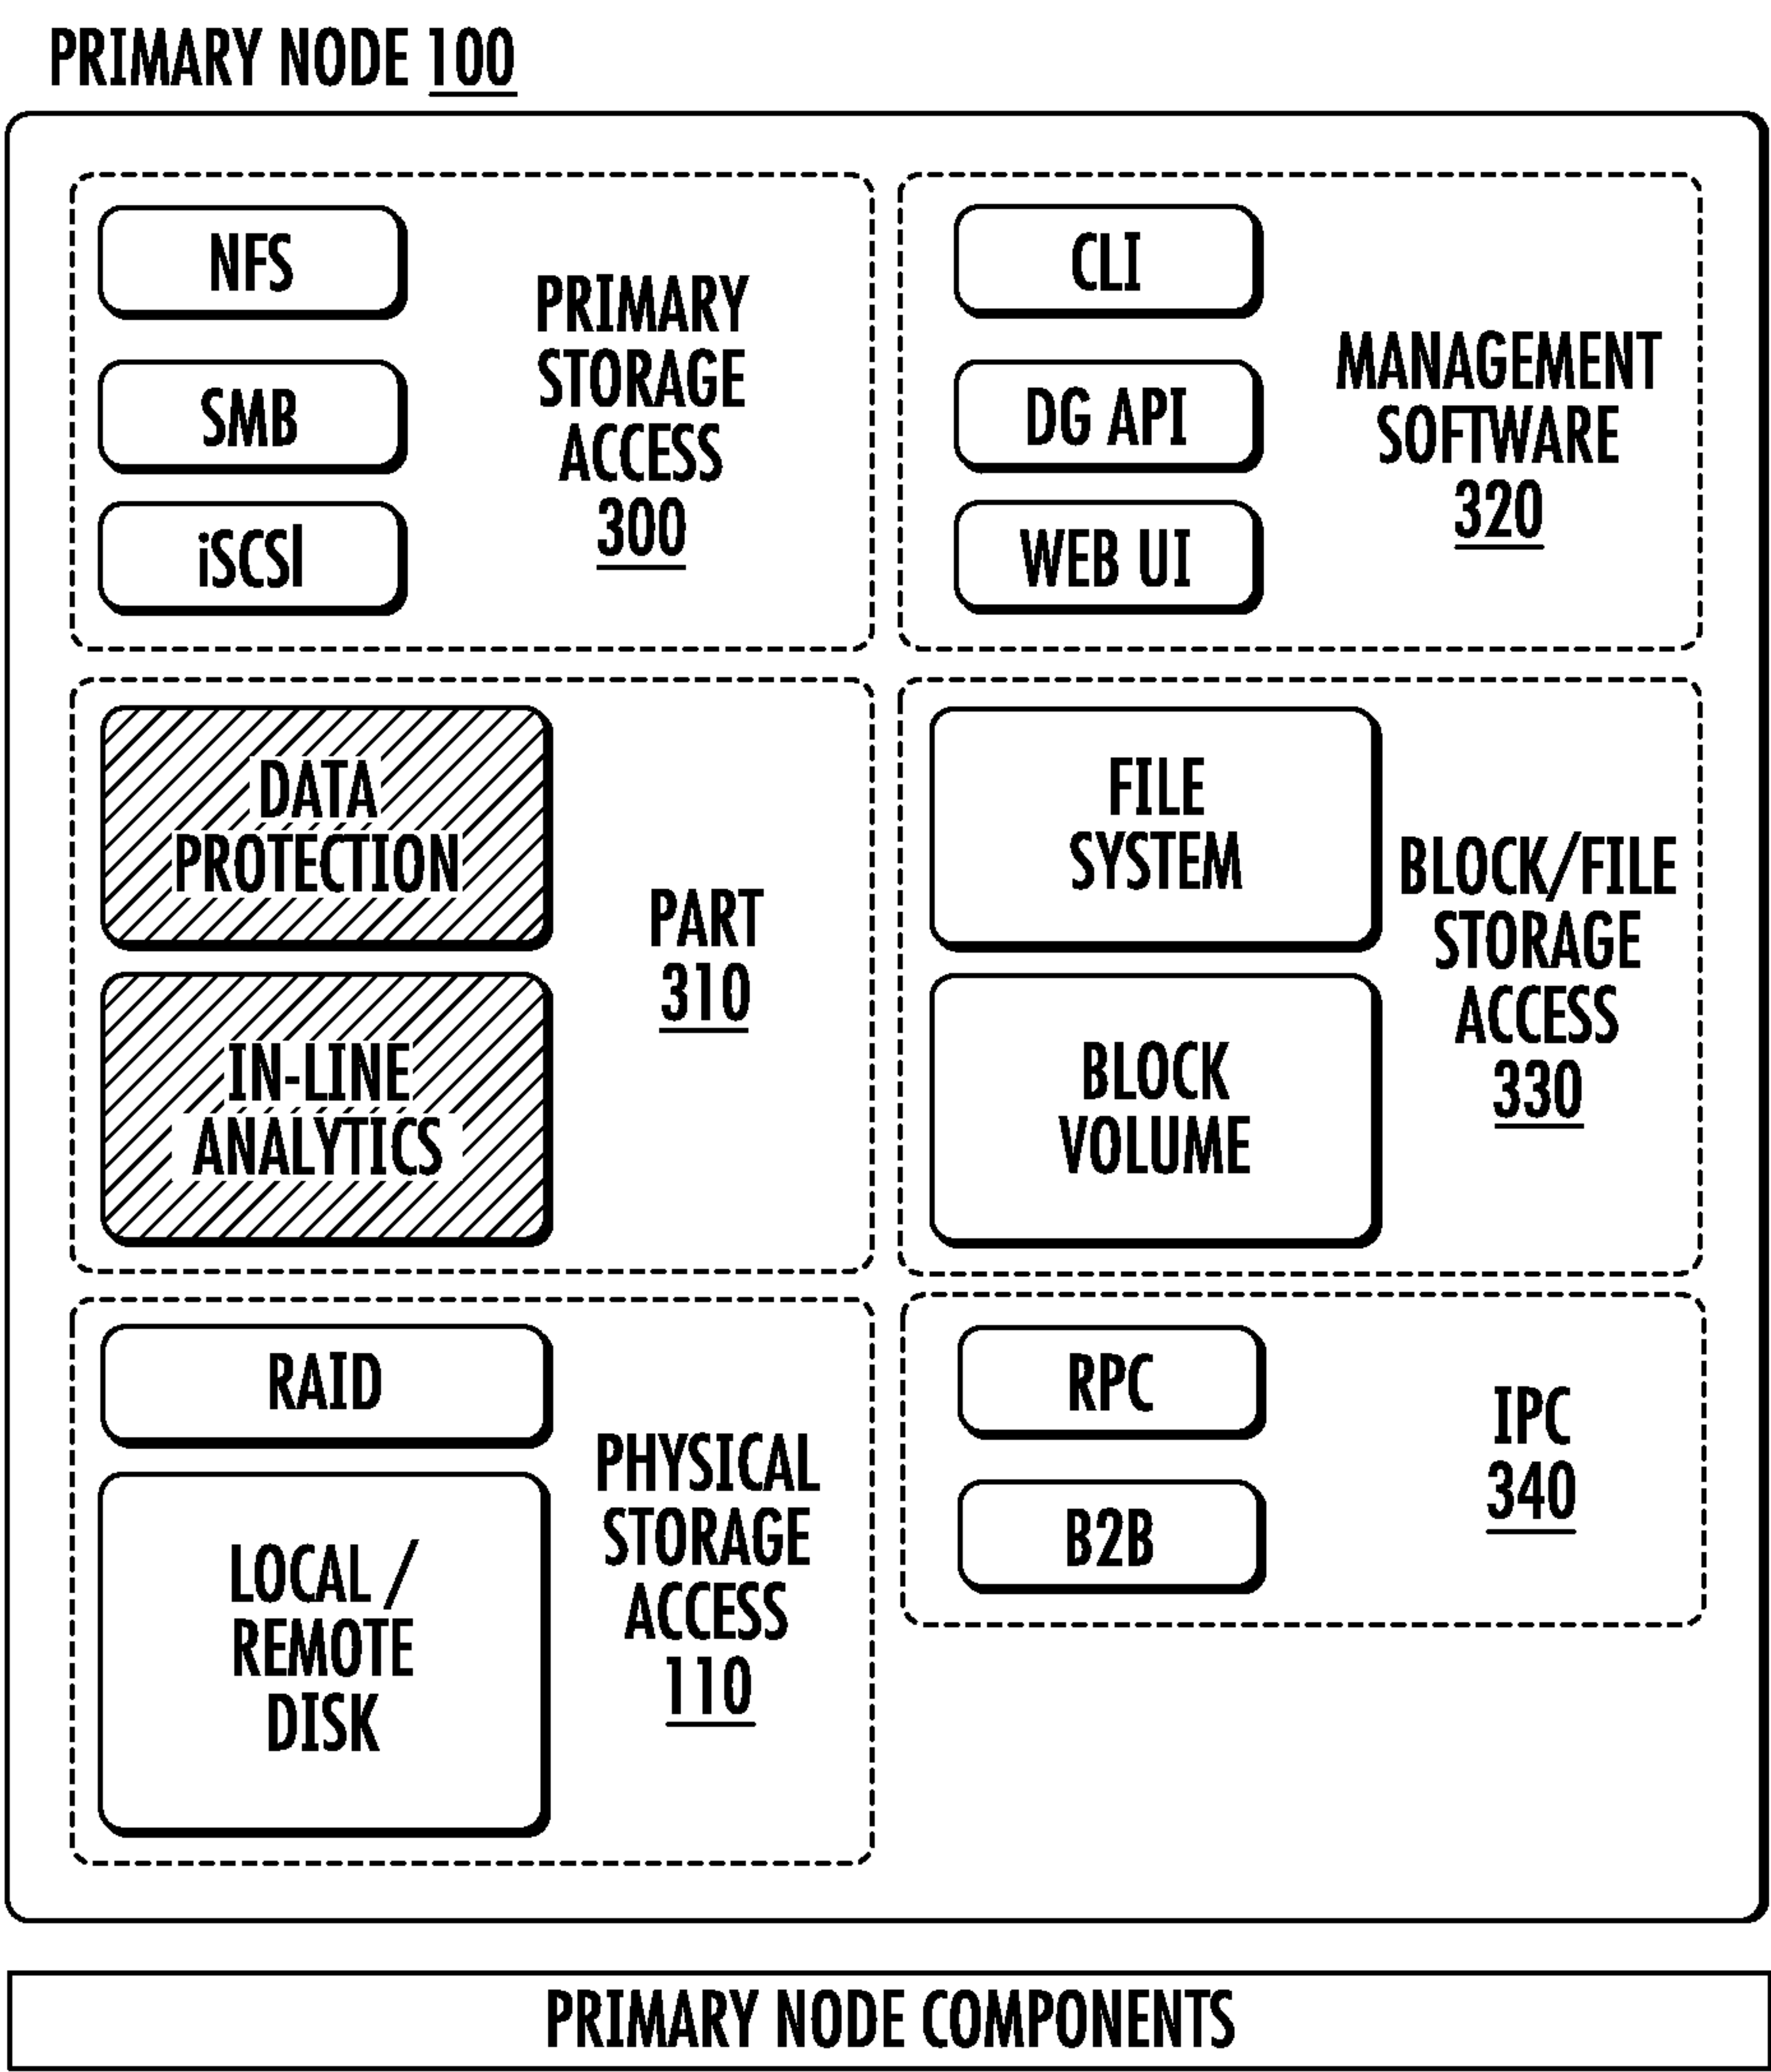 PRIMARY NODE 100
NFS
SMB
iSCSI
PRIMARY
STORAGE
ACCESS
300
CLI
DG API
WEB UI
MANAGEMENT
SOFTWARE
320
DATA
PROTECTION
IN-LINE
ANALYTICS
PART
310
FILE
SYSTEM
BLOCK
VOLUME
BLOCK/FILE
STORAGE
ACCESS
330
RAID
LOCAL /
REMOTE
DISK
PHYSICAL
STORAGE
ACCESS
110
RPC
B2B
IPC
340
PRIMARY NODE COMPONENTS